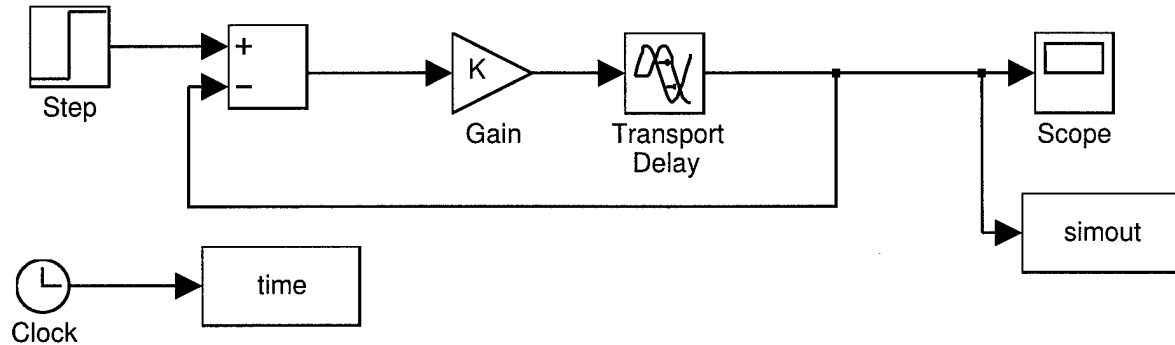 +
−
Step
K
Gain
Transport
Delay
Scope
simout
time
Clock